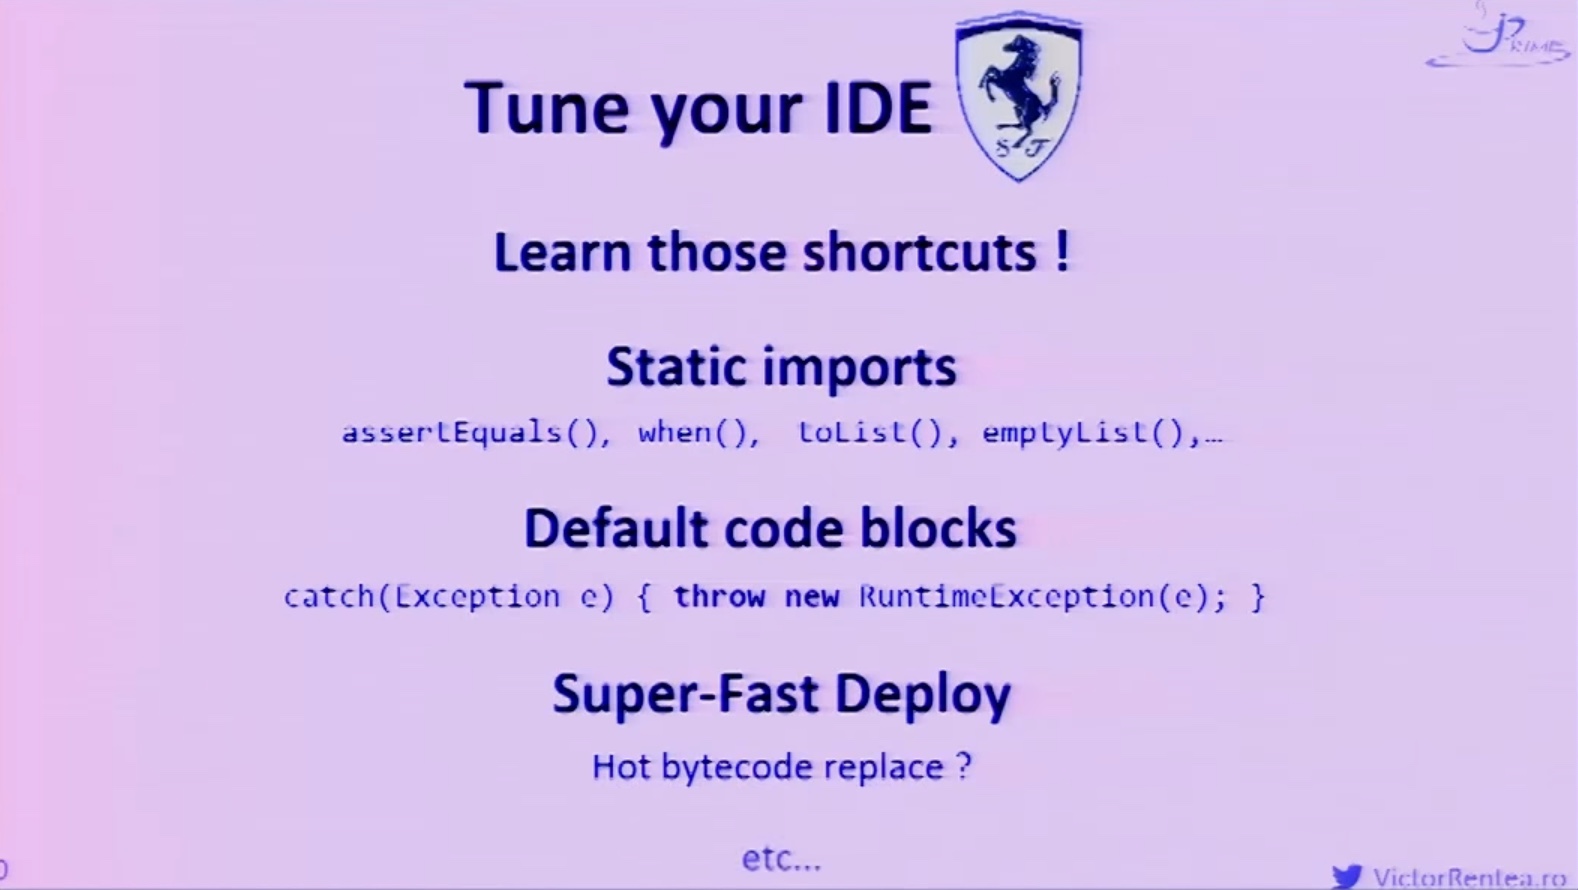 Tune your IDE
S F
JPRIME
Learn those shortcuts !
Static imports
assertEquals(), when(), toList(), emptyList(),…
Default code blocks
catch(Exception e) { throw new RuntimeException(e); }
Super-Fast Deploy
Hot bytecode replace ?
etc...
VictorRentea.ro